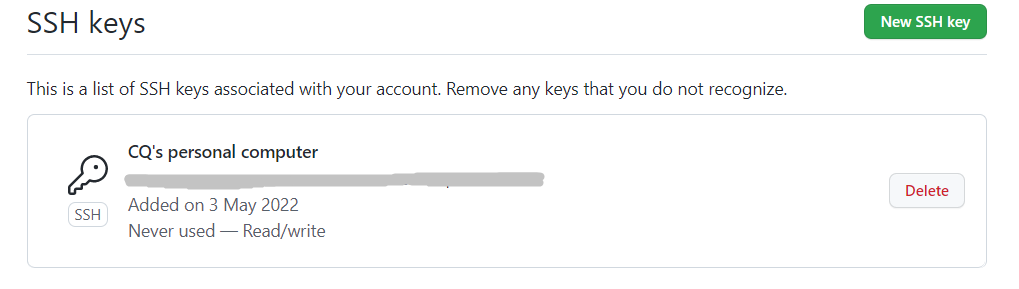 SSH keys
New SSH key
This is a list of SSH keys associated with your account. Remove any keys that you do not recognize.
CQ's personal computer
Added on 3 May 2022
Never used — Read/write
SSH
Delete